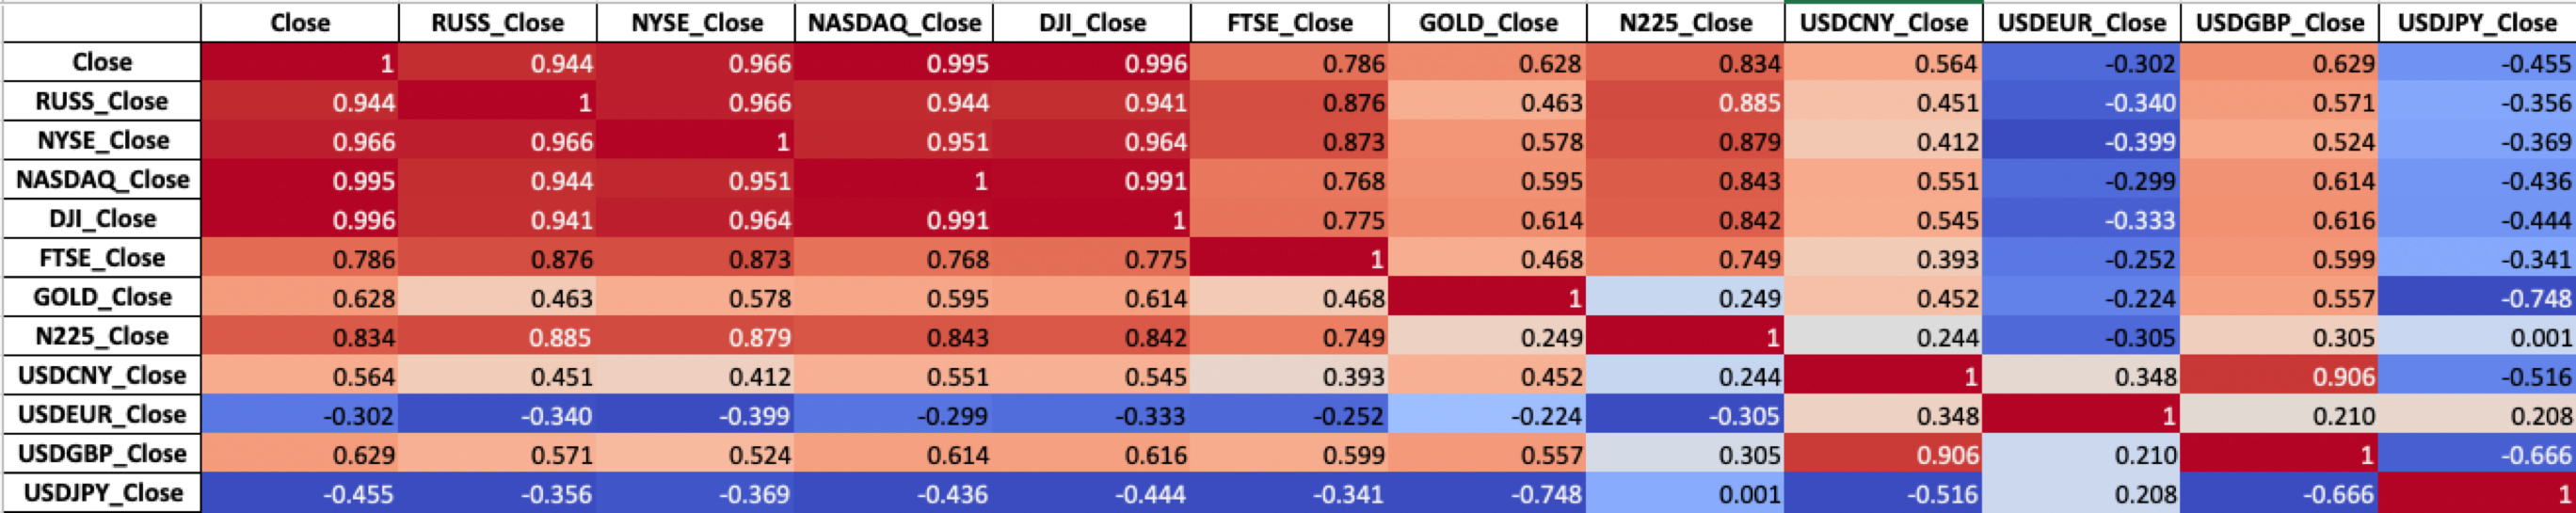 Close RUSS_Close NYSE_Close NASDAQ_Close DJI_Close FTSE_Close GOLD_Close N225_Close USDCNY_Close USDEUR_Close USDGBP_Close USDJPY_Close
Close 1 0.944 0.966 0.995 0.996 0.786 0.628 0.834 0.564 -0.302 0.629 -0.455
RUSS_Close 0.944 1 0.966 0.944 0.941 0.876 0.463 0.885 0.451 -0.340 0.571 -0.356
NYSE_Close 0.966 0.966 1 0.951 0.964 0.873 0.578 0.879 0.412 -0.399 0.524 -0.369
NASDAQ_Close 0.995 0.944 0.951 1 0.991 0.768 0.595 0.843 0.551 -0.299 0.614 -0.436
DJI_Close 0.996 0.941 0.964 0.991 1 0.775 0.614 0.842 0.545 -0.333 0.616 -0.444
FTSE_Close 0.786 0.876 0.873 0.768 0.775 1 0.468 0.749 0.393 -0.252 0.599 -0.341
GOLD_Close 0.628 0.463 0.578 0.595 0.614 0.468 1 0.249 0.452 -0.224 0.557 -0.748
N225_Close 0.834 0.885 0.879 0.843 0.842 0.749 0.249 1 0.244 -0.305 0.305 0.001
USDCNY_Close 0.564 0.451 0.412 0.551 0.545 0.393 0.452 0.244 1 0.348 0.906 -0.516
USDEUR_Close -0.302 -0.340 -0.399 -0.299 -0.333 -0.252 -0.224 -0.305 0.348 1 0.210 0.208
USDGBP_Close 0.629 0.571 0.524 0.614 0.616 0.599 0.557 0.305 0.906 0.210 1 -0.666
USDJPY_Close -0.455 -0.356 -0.369 -0.436 -0.444 -0.341 -0.748 0.001 -0.516 0.208 -0.666 1